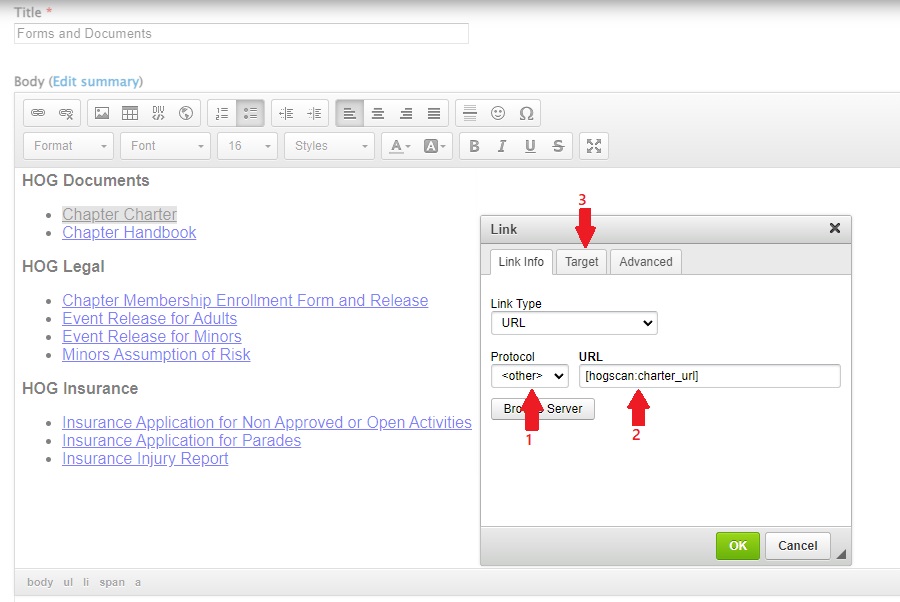 Title *
Forms and Documents
Body (Edit summary)
DIV
Format
Font
16
Styles
A
A
B I U S
HOG Documents
• Chapter Charter
• Chapter Handbook
HOG Legal
• Chapter Membership Enrollment Form and Release
• Event Release for Adults
• Event Release for Minors
• Minors Assumption of Risk
HOG Insurance
• Insurance Application for Non Approved or Open Activities
• Insurance Application for Parades
• Insurance Injury Report
body ul li span a
3
Link
Link Info
Target
Advanced
Link Type
URL
Protocol
URL
<other>
[hogscan:charter_url]
Server
1
2
OK
Cancel